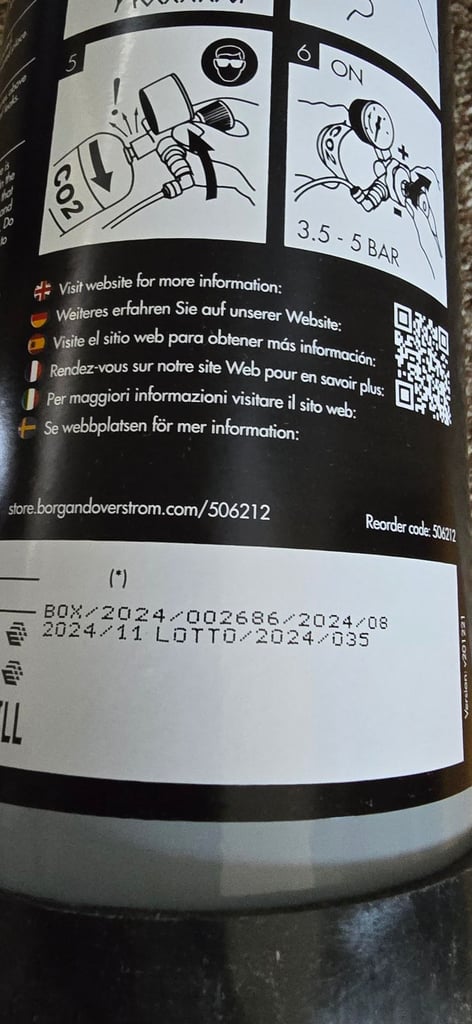 5
6 ON
!
CO2
CO2
+
-
3.5 - 5 BAR
Visit website for more information:
Weiteres erfahren Sie auf unserer Website:
Visite el sitio web para obtener más información:
Rendez-vous sur notre site Web pour en savoir plus:
Per maggiori informazioni visitare il sito web:
Se webbplatsen för mer information:
store.borgandoverstrom.com/506212
Reorder code: 506212
(*)
BOX/2024/002686/2024/08
2024/11 LOTTO/2024/035